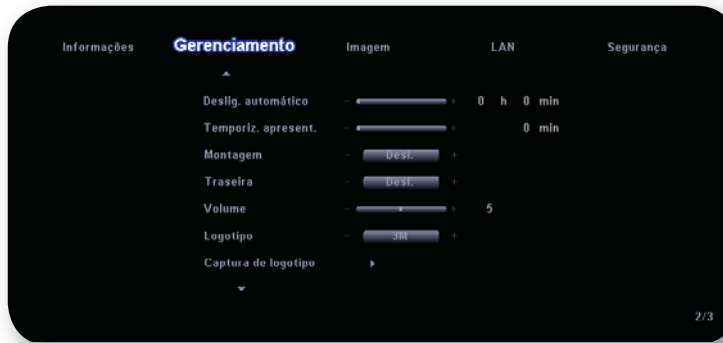 Informações Gerenciamento Imagem LAN Segurança
Deslig. automático - + 0 h 0 min
Temporiz. apresent. - + 0 min
Montagem - Desl. +
Traseira - Desl. +
Volume - + 5
Logotipo - 3M +
Captura de logotipo
2/3